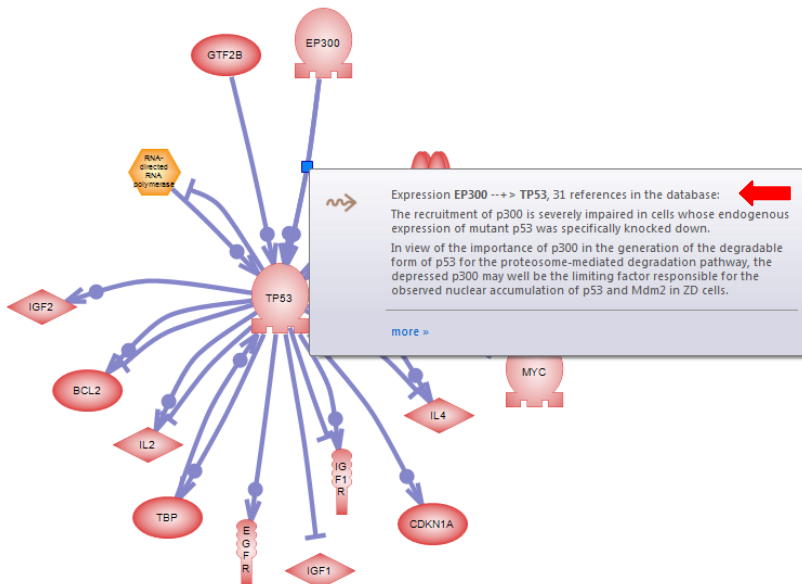 EP300
GTF2B
RNA-
directed
RNA
polymerase
Expression EP300 --+> TP53, 31 references in the database:
The recruitment of p300 is severely impaired in cells whose endogenous
expression of mutant p53 was specifically knocked down.
In view of the importance of p300 in the generation of the degradable
form of p53 for the proteosome-mediated degradation pathway, the
depressed p300 may well be the limiting factor responsible for the
observed nuclear accumulation of p53 and Mdm2 in ZD cells.
more »
TP53
IGF2
MYC
BCL2
IL4
IL2
IG
F1
R
TBP
CDKN1A
E
G
F
R
IGF1